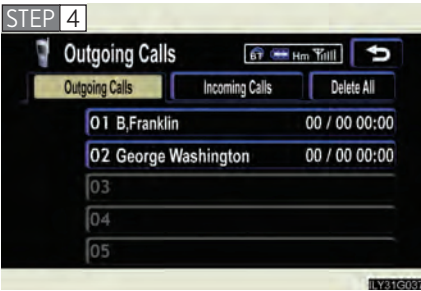 STEP 4
Outgoing Calls BT Hm
Outgoing Calls Incoming Calls Delete All
01 B,Franklin 00 / 00 00:00
02 George Washington 00 / 00 00:00
03
04
05
ILY31G037